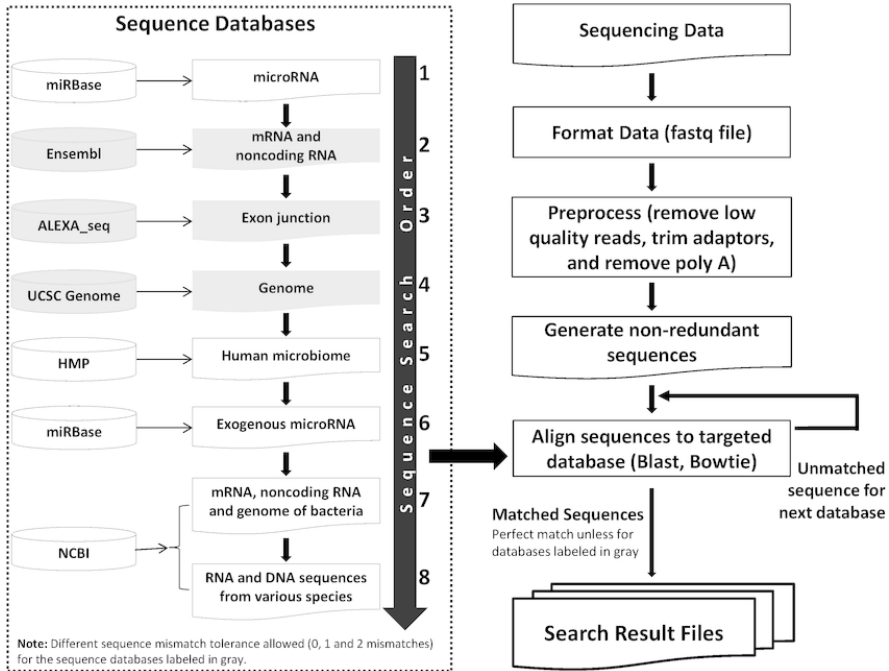 Sequence Databases
miRBase
microRNA
1
Ensembl
mRNA and
noncoding RNA
2
ALEXA_seq
Exon junction
3
UCSC Genome
Genome
4
HMP
Human microbiome
5
miRBase
Exogenous microRNA
6
NCBI
mRNA, noncoding RNA
and genome of bacteria
7
RNA and DNA sequences
from various species
8
Sequence Search Order
Note: Different sequence mismatch tolerance allowed (0, 1 and 2 mismatches)
for the sequence databases labeled in gray.
Sequencing Data
Format Data (fastq file)
Preprocess (remove low
quality reads, trim adaptors,
and remove poly A)
Generate non-redundant
sequences
Align sequences to targeted
database (Blast, Bowtie)
Unmatched
sequence for
next database
Matched Sequences
Perfect match unless for
databases labeled in gray
Search Result Files